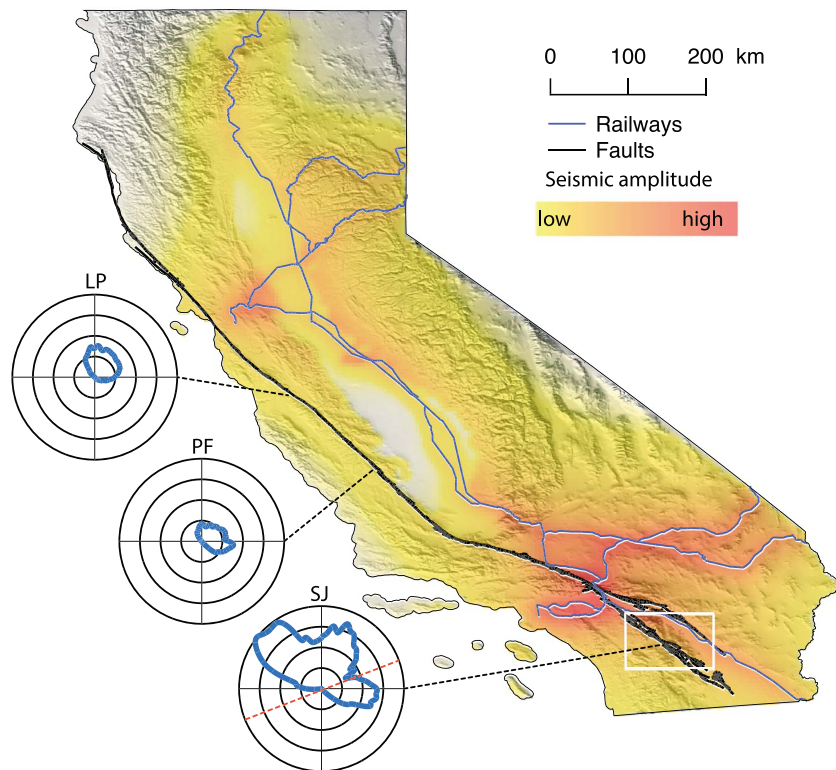 0 100 200 km
Railways
Faults
Seismic amplitude
low high
LP
PF
SJ